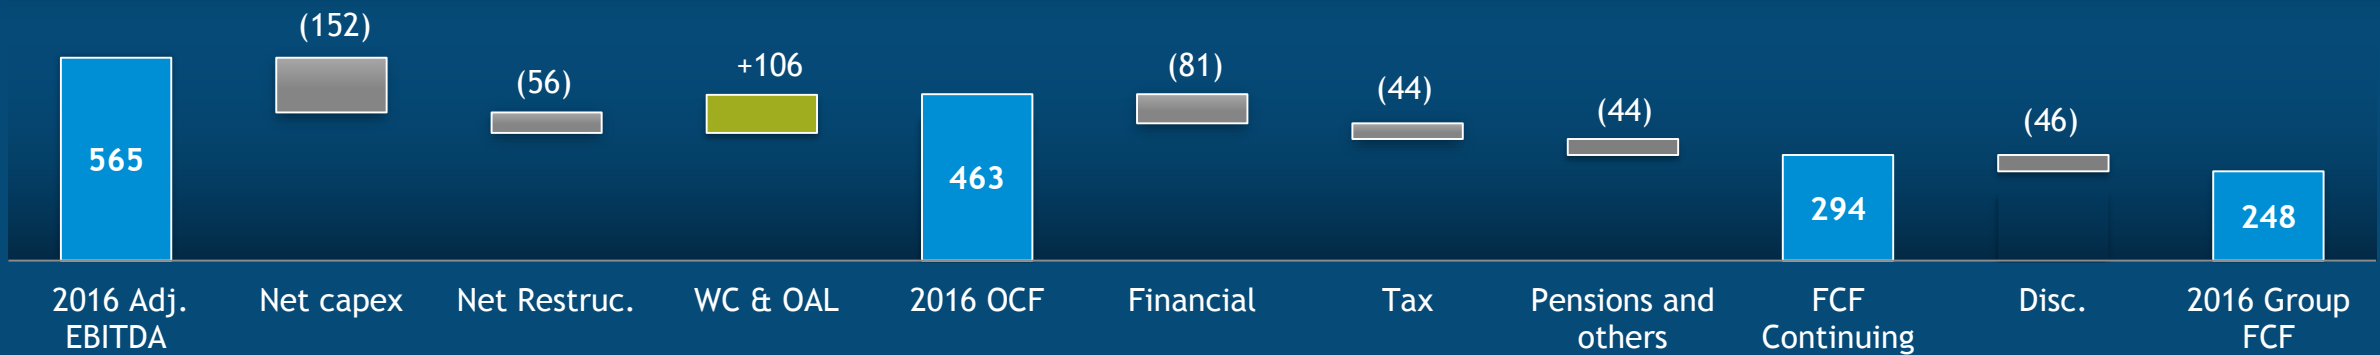 (152)
(56)
+106
(81)
(44)
(44)
(46)
565
463
294
248
2016 Adj.
EBITDA
Net capex
Net Restruc.
WC & OAL
2016 OCF
Financial
Tax
Pensions and
others
FCF
Continuing
Disc.
2016 Group
FCF